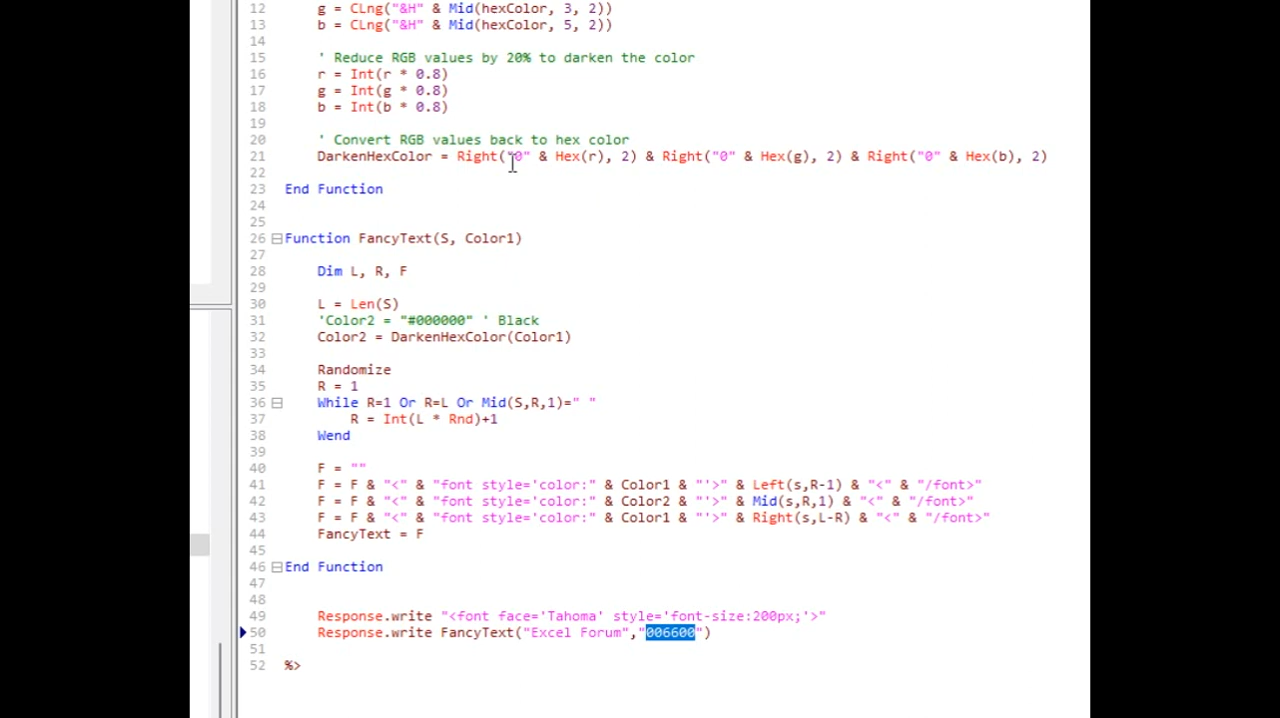 12 g = CLng("&H" & Mid(hexColor, 3, 2))
13 b = CLng("&H" & Mid(hexColor, 5, 2))
14
15 ' Reduce RGB values by 20% to darken the color
16 r = Int(r * 0.8)
17 g = Int(g * 0.8)
18 b = Int(b * 0.8)
19
20 ' Convert RGB values back to hex color
21 DarkenHexColor = Right("0" & Hex(r), 2) & Right("0" & Hex(g), 2) & Right("0" & Hex(b), 2)
22
23 End Function
24
25
26 Function FancyText(S, Color1)
27
28 Dim L, R, F
29
30 L = Len(S)
31 'Color2 = "#000000" ' Black
32 Color2 = DarkenHexColor(Color1)
33
34 Randomize
35 R = 1
36 While R=1 Or R=L Or Mid(S,R,1)=" "
37 R = Int(L * Rnd)+1
38 Wend
39
40 F = ""
41 F = F & "<" & "font style='color:" & Color1 & "'>" & Left(s,R-1) & "<" & "/font>"
42 F = F & "<" & "font style='color:" & Color2 & "'>" & Mid(s,R,1) & "<" & "/font>"
43 F = F & "<" & "font style='color:" & Color1 & "'>" & Right(s,L-R) & "<" & "/font>"
44 FancyText = F
45
46 End Function
47
48
49 Response.write "<font face='Tahoma' style='font-size:200px;'>"
50 Response.write FancyText("Excel Forum","006600")
51
52 %>